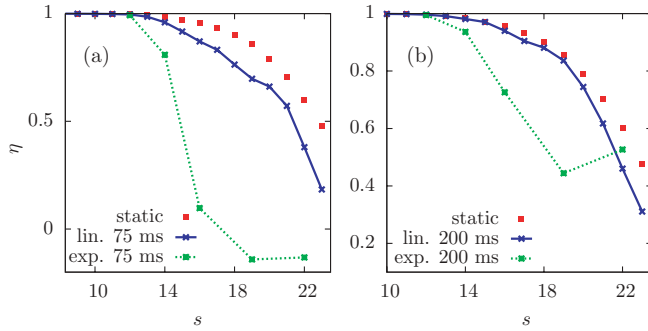 1
0.5
0
η
(a)
static
lin. 75 ms
exp. 75 ms
10 14 18 22
s
1
0.8
0.6
0.4
0.2
(b)
static
lin. 200 ms
exp. 200 ms
10 14 18 22
s